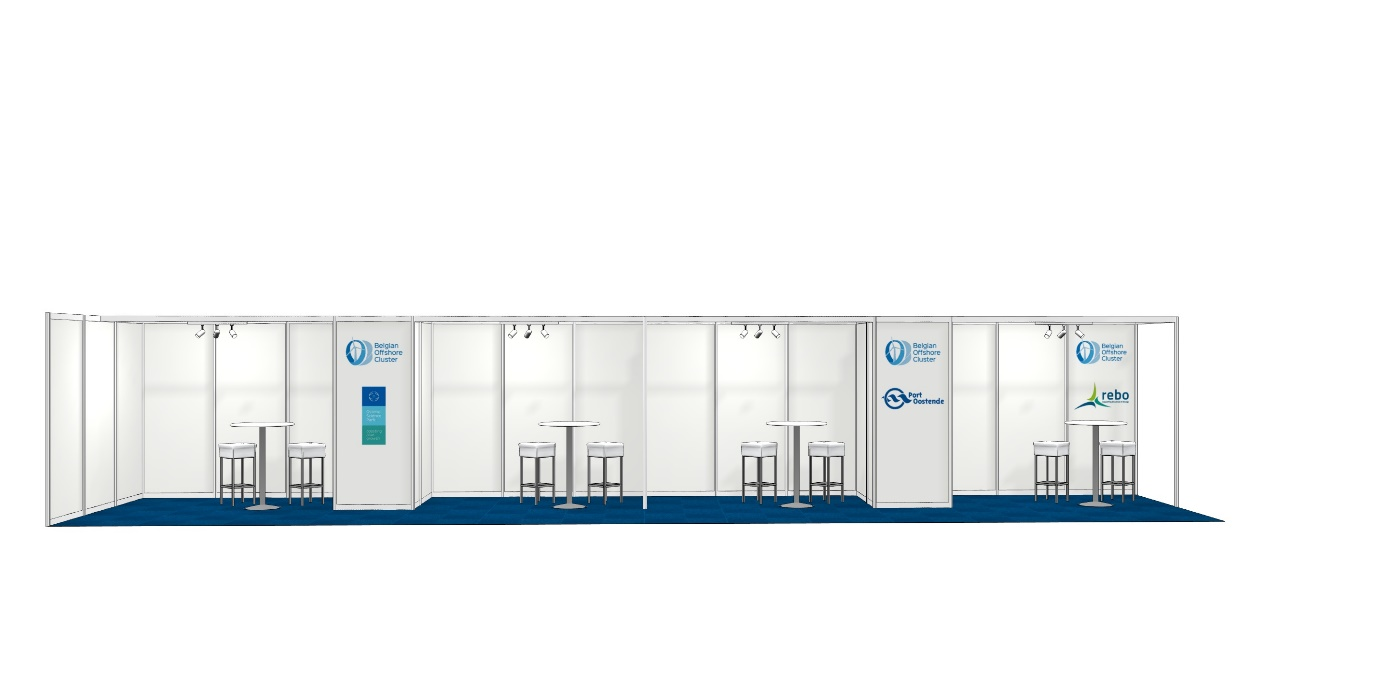 Belgian
Offshore
Cluster
Belgian
Offshore
Cluster
Port
Oostende
Belgian
Offshore
Cluster
rebo